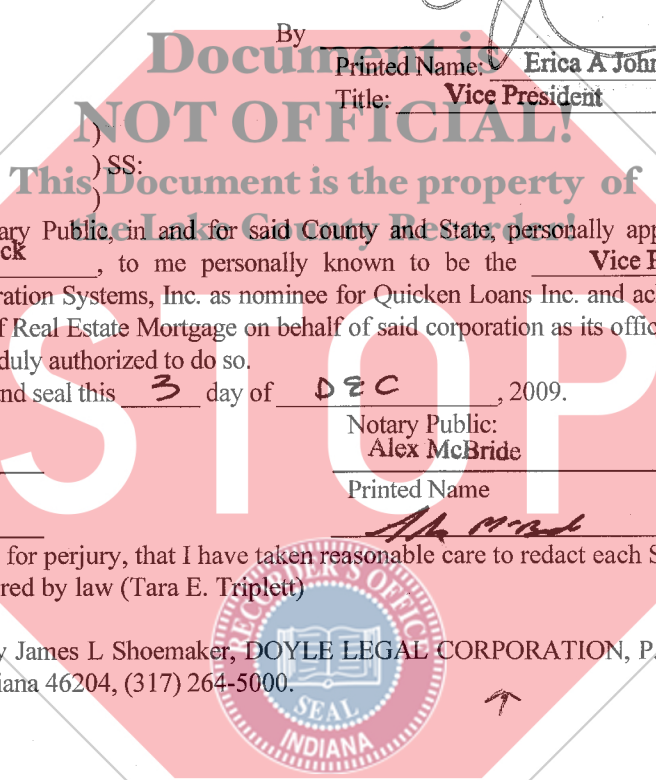 By
Document is
Printed Name: Erica A John
Title: Vice President
NOT OFFICIAL!
)
) SS:
)
This Document is the property of
the Lake County Recorder!
ary Public, in and for said County and State, personally app
ck, to me personally known to be the Vice P
ration Systems, Inc. as nominee for Quicken Loans Inc. and ac
f Real Estate Mortgage on behalf of said corporation as its offic
duly authorized to do so.
nd seal this 3 day of DEC, 2009.
Notary Public:
Alex McBride
Printed Name
Alex McBride
for perjury, that I have taken reasonable care to redact each S
red by law (Tara E. Triplett)
y James L Shoemaker, DOYLE LEGAL CORPORATION, P.
iana 46204, (317) 264-5000.
STOP
RECORDER'S OFFICE
SEAL
INDIANA